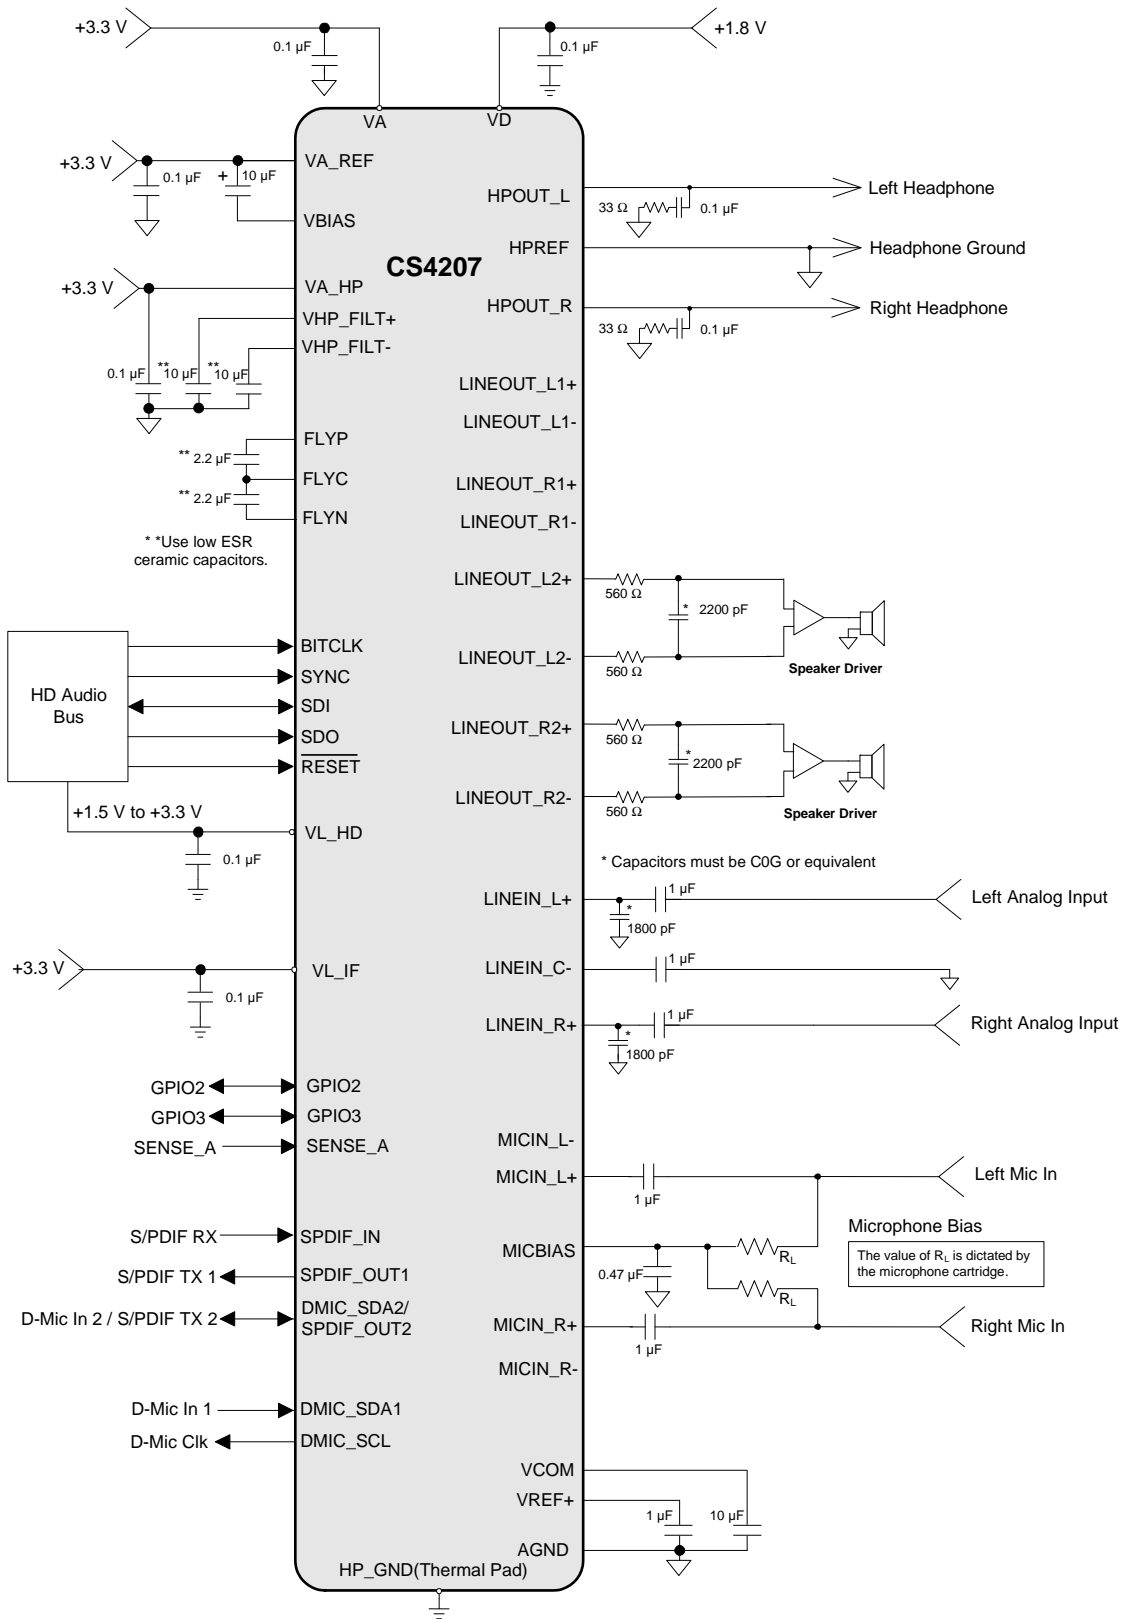 +3.3 V
0.1 µF
+1.8 V
0.1 µF
VA
VD
+3.3 V
0.1 µF
+
10 µF
VA_REF
VBIAS
CS4207
+3.3 V
VA_HP
VHP_FILT+
VHP_FILT-
0.1 µF
**
10 µF
**
10 µF
FLYP
** 2.2 µF
FLYC
** 2.2 µF
FLYN
* *Use low ESR
ceramic capacitors.
HD Audio
Bus
BITCLK
SYNC
SDI
SDO
RESET
+1.5 V to +3.3 V
VL_HD
0.1 µF
+3.3 V
VL_IF
0.1 µF
GPIO2
GPIO2
GPIO3
GPIO3
SENSE_A
SENSE_A
S/PDIF RX
SPDIF_IN
S/PDIF TX 1
SPDIF_OUT1
D-Mic In 2 / S/PDIF TX 2
DMIC_SDA2/
SPDIF_OUT2
D-Mic In 1
DMIC_SDA1
D-Mic Clk
DMIC_SCL
HPOUT_L
33 Ω
0.1 µF
Left Headphone
HPREF
Headphone Ground
HPOUT_R
33 Ω
0.1 µF
Right Headphone
LINEOUT_L1+
LINEOUT_L1-
LINEOUT_R1+
LINEOUT_R1-
LINEOUT_L2+
560 Ω
*
2200 pF
LINEOUT_L2-
560 Ω
Speaker Driver
LINEOUT_R2+
560 Ω
*
2200 pF
LINEOUT_R2-
560 Ω
Speaker Driver
* Capacitors must be C0G or equivalent
LINEIN_L+
*
1800 pF
1 µF
Left Analog Input
LINEIN_C-
1 µF
LINEIN_R+
*
1800 pF
1 µF
Right Analog Input
MICIN_L-
MICIN_L+
1 µF
Left Mic In
MICBIAS
0.47 µF
RL
RL
Microphone Bias
The value of RL is dictated by
the microphone cartridge.
MICIN_R+
1 µF
Right Mic In
MICIN_R-
VCOM
VREF+
1 µF
10 µF
AGND
HP_GND(Thermal Pad)